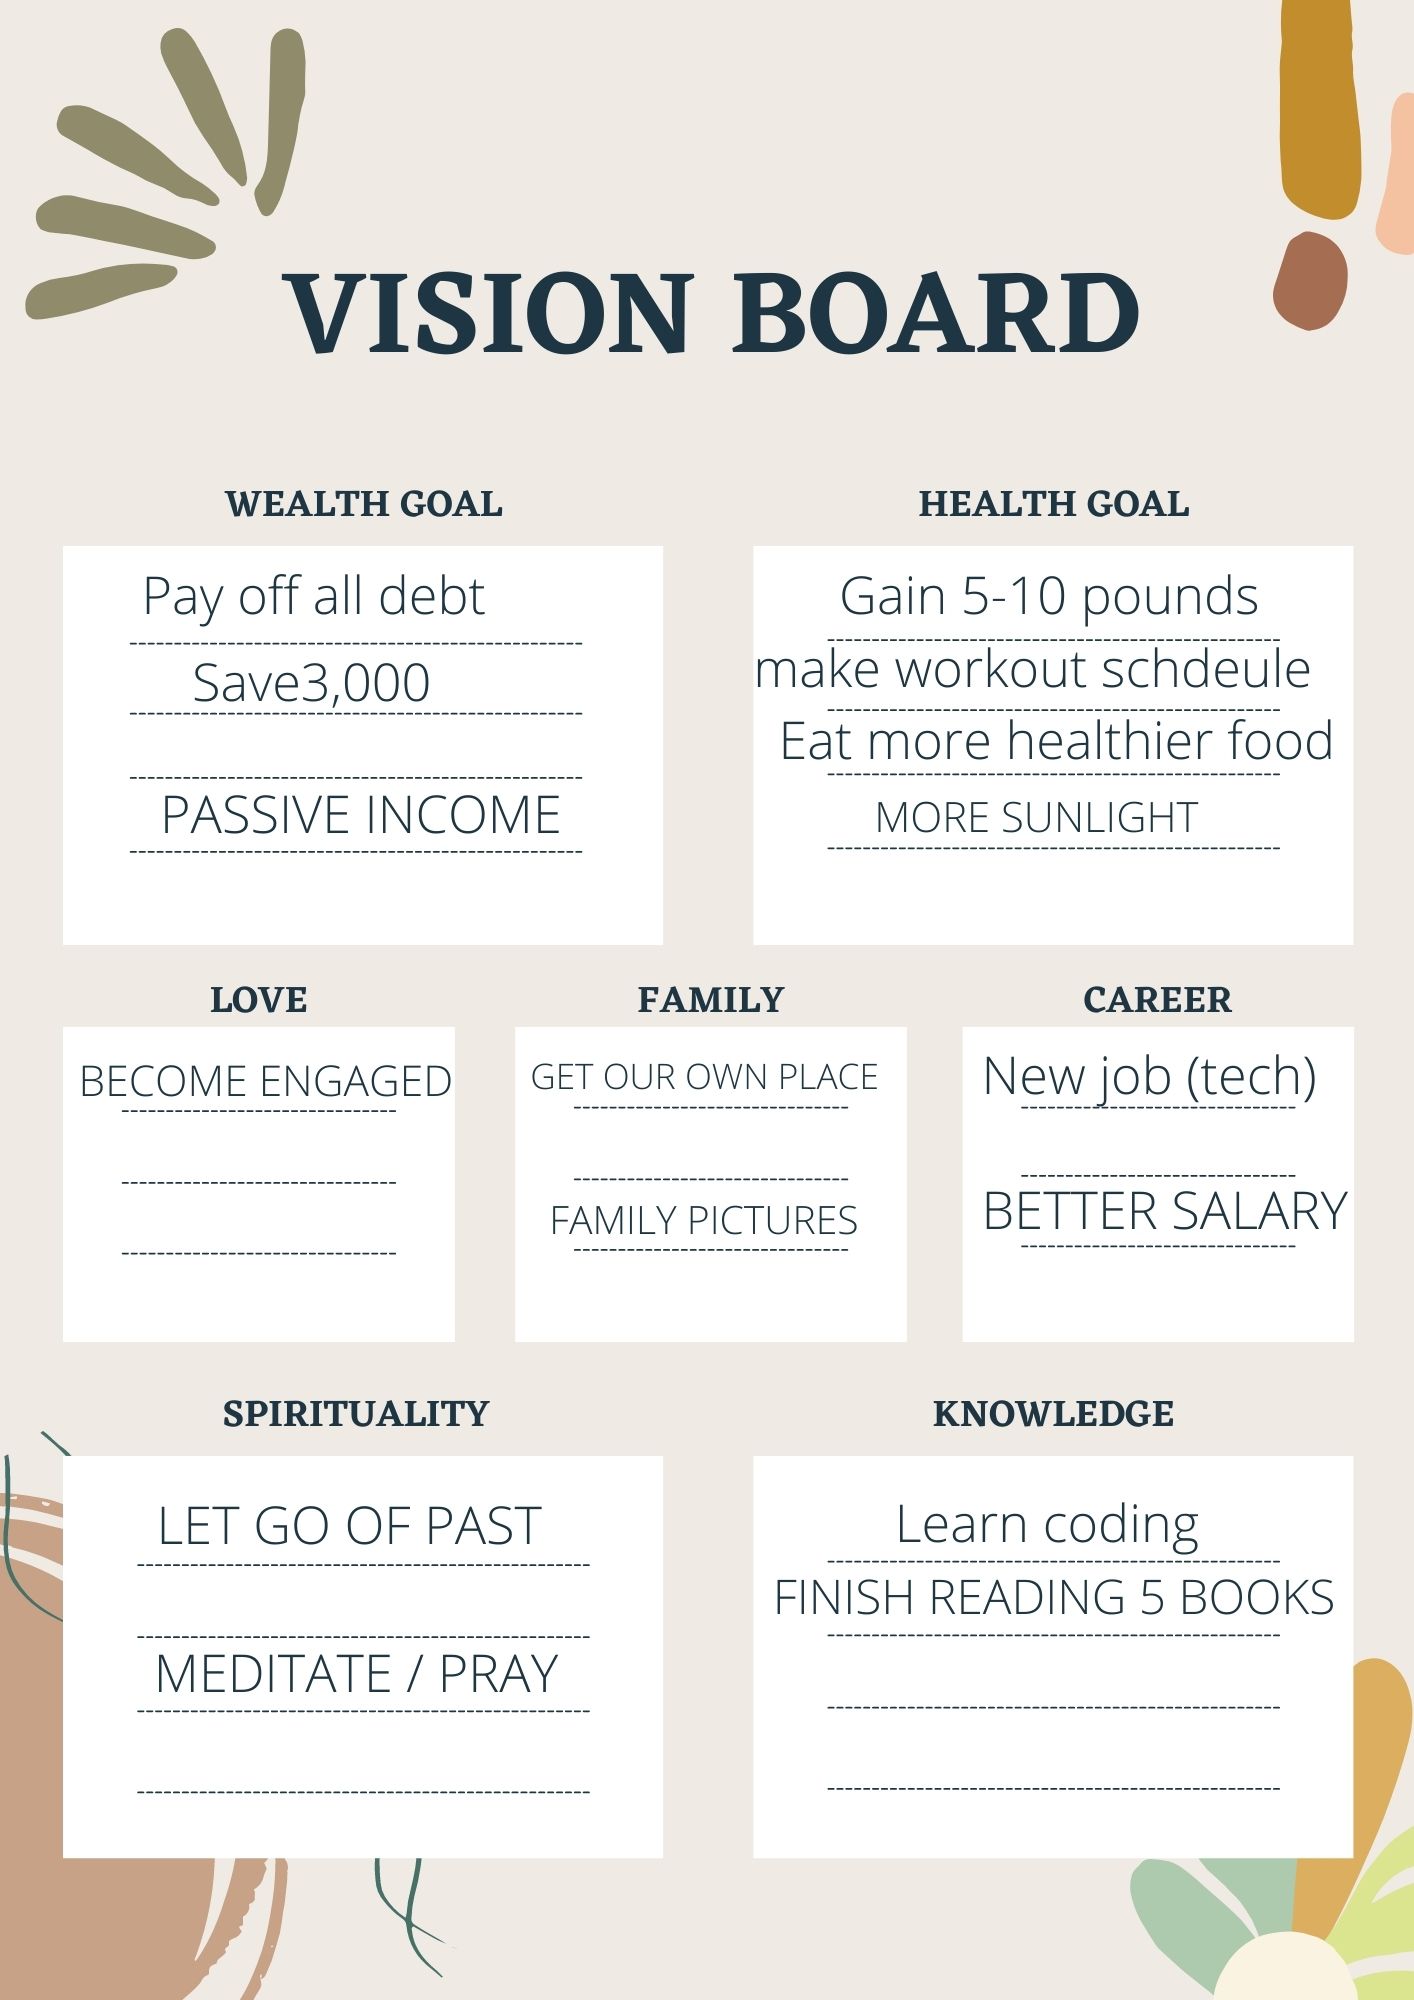 VISION BOARD
WEALTH GOAL
Pay off all debt
Save3,000
PASSIVE INCOME
HEALTH GOAL
Gain 5-10 pounds
make workout schdeule
Eat more healthier food
MORE SUNLIGHT
LOVE
BECOME ENGAGED
FAMILY
GET OUR OWN PLACE
FAMILY PICTURES
CAREER
New job (tech)
BETTER SALARY
SPIRITUALITY
LET GO OF PAST
MEDITATE / PRAY
KNOWLEDGE
Learn coding
FINISH READING 5 BOOKS